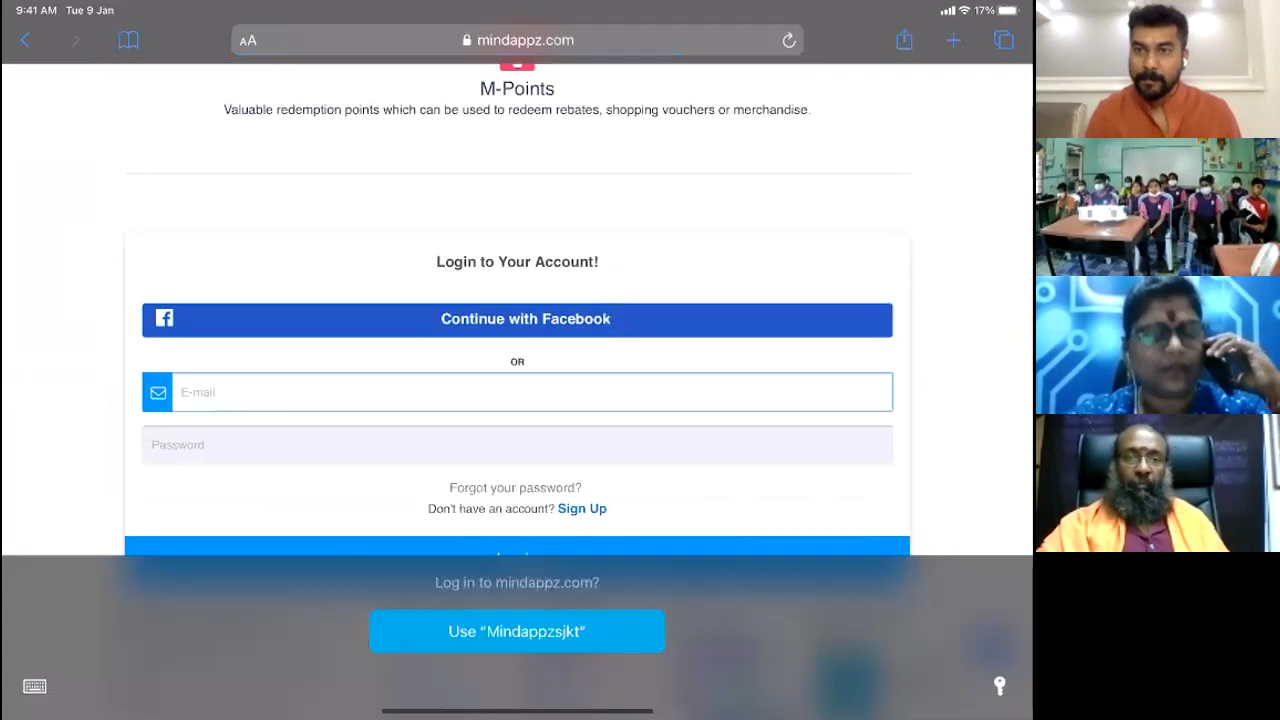 9:41 AM Tue 9 Jan
17%
AA
mindappz.com
M-Points
Valuable redemption points which can be used to redeem rebates, shopping vouchers or merchandise.
Login to Your Account!
Continue with Facebook
OR
E-mail
Password
Forgot your password?
Don't have an account? Sign Up
Log in to mindappz.com?
Use “Mindappzsjkt“